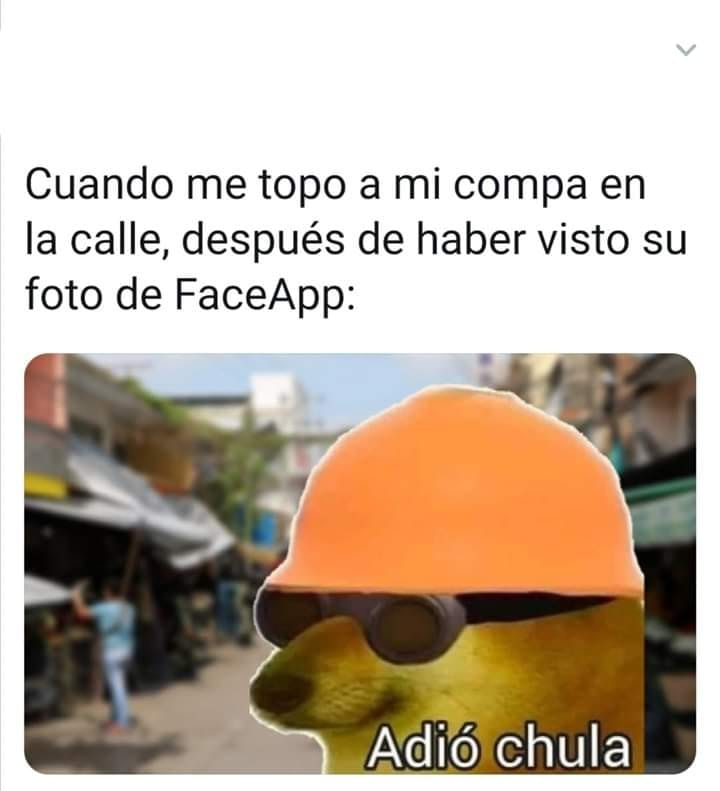 Cuando me topo a mi compa en
la calle, después de haber visto su
foto de FaceApp:
Adió chula